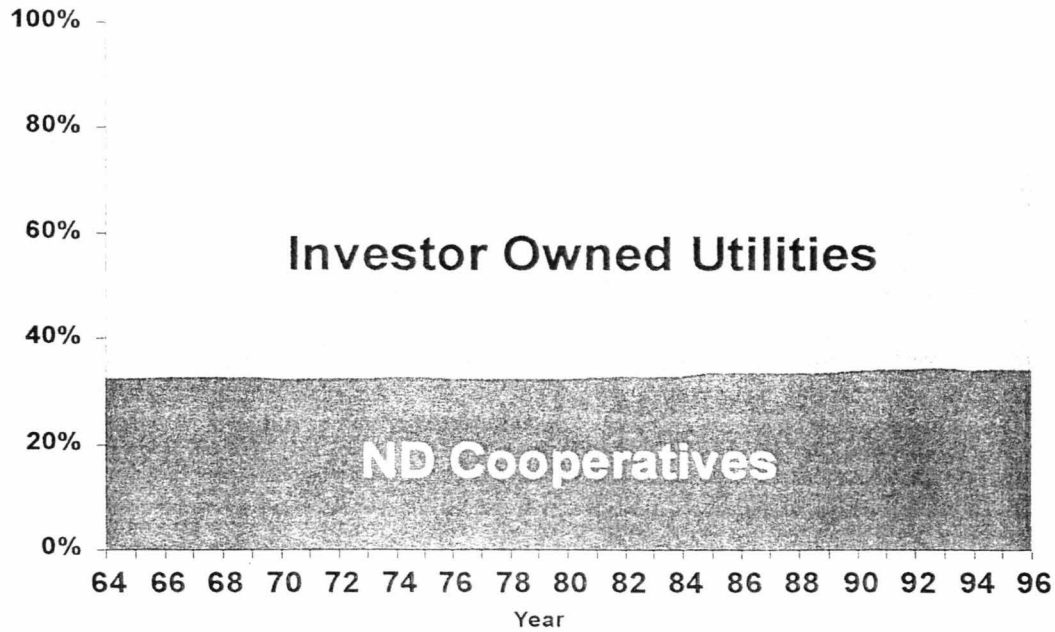 100%
80%
60%
Investor Owned Utilities
40%
20%
ND Cooperatives
0%
64 66 68 70 72 74 76 78 80 82 84 86 88 90 92 94 96
Year